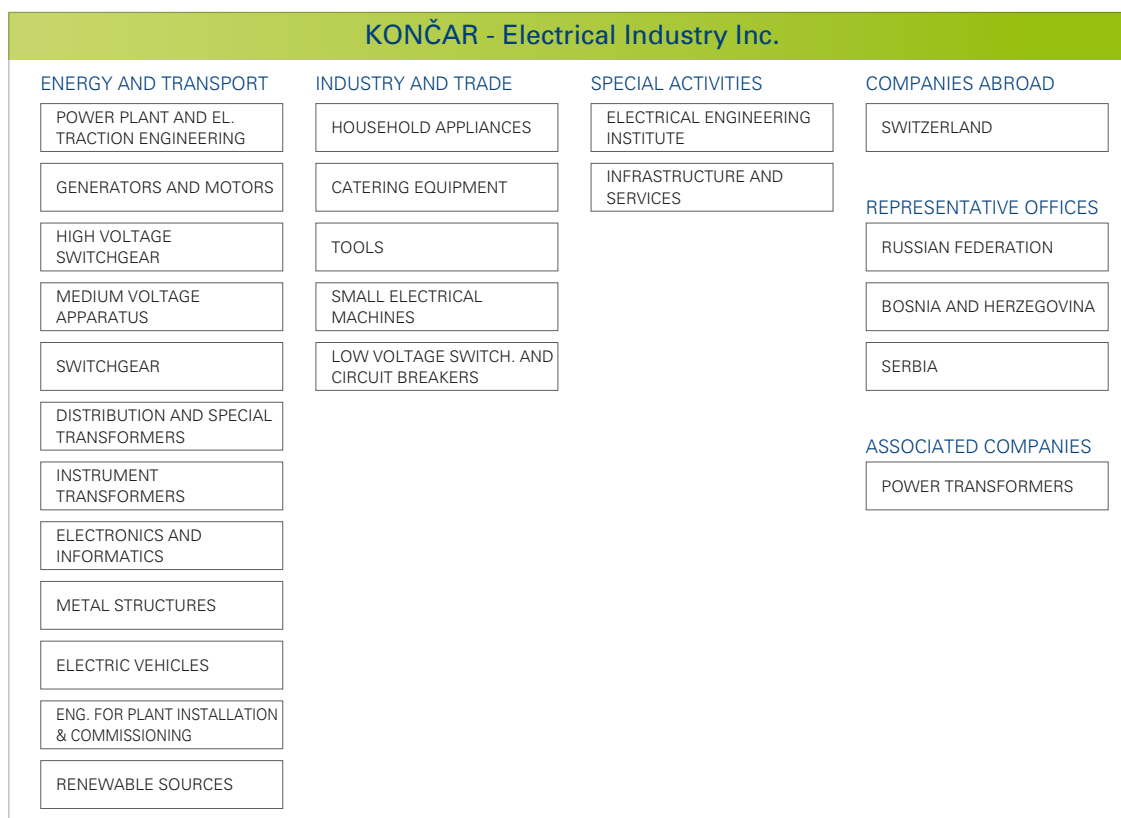 KONČAR - Electrical Industry Inc.
ENERGY AND TRANSPORT
POWER PLANT AND EL.
TRACTION ENGINEERING
GENERATORS AND MOTORS
HIGH VOLTAGE
SWITCHGEAR
MEDIUM VOLTAGE
APPARATUS
SWITCHGEAR
DISTRIBUTION AND SPECIAL
TRANSFORMERS
INSTRUMENT
TRANSFORMERS
ELECTRONICS AND
INFORMATICS
METAL STRUCTURES
ELECTRIC VEHICLES
ENG. FOR PLANT INSTALLATION
& COMMISSIONING
RENEWABLE SOURCES
INDUSTRY AND TRADE
HOUSEHOLD APPLIANCES
CATERING EQUIPMENT
TOOLS
SMALL ELECTRICAL
MACHINES
LOW VOLTAGE SWITCH. AND
CIRCUIT BREAKERS
SPECIAL ACTIVITIES
ELECTRICAL ENGINEERING
INSTITUTE
INFRASTRUCTURE AND
SERVICES
COMPANIES ABROAD
SWITZERLAND
REPRESENTATIVE OFFICES
RUSSIAN FEDERATION
BOSNIA AND HERZEGOVINA
SERBIA
ASSOCIATED COMPANIES
POWER TRANSFORMERS